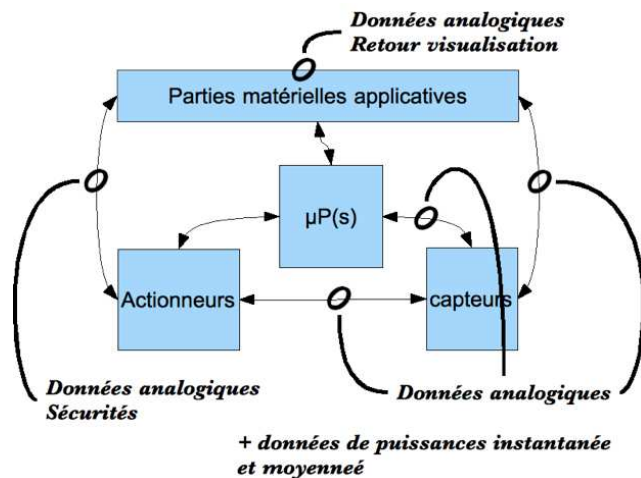 Données analogiques
Retour visualisation
Parties matérielles applicatives
µP(s)
Actionneurs
capteurs
Données analogiques
Sécurités
Données analogiques
+ données de puissances instantanée
et moyenneé